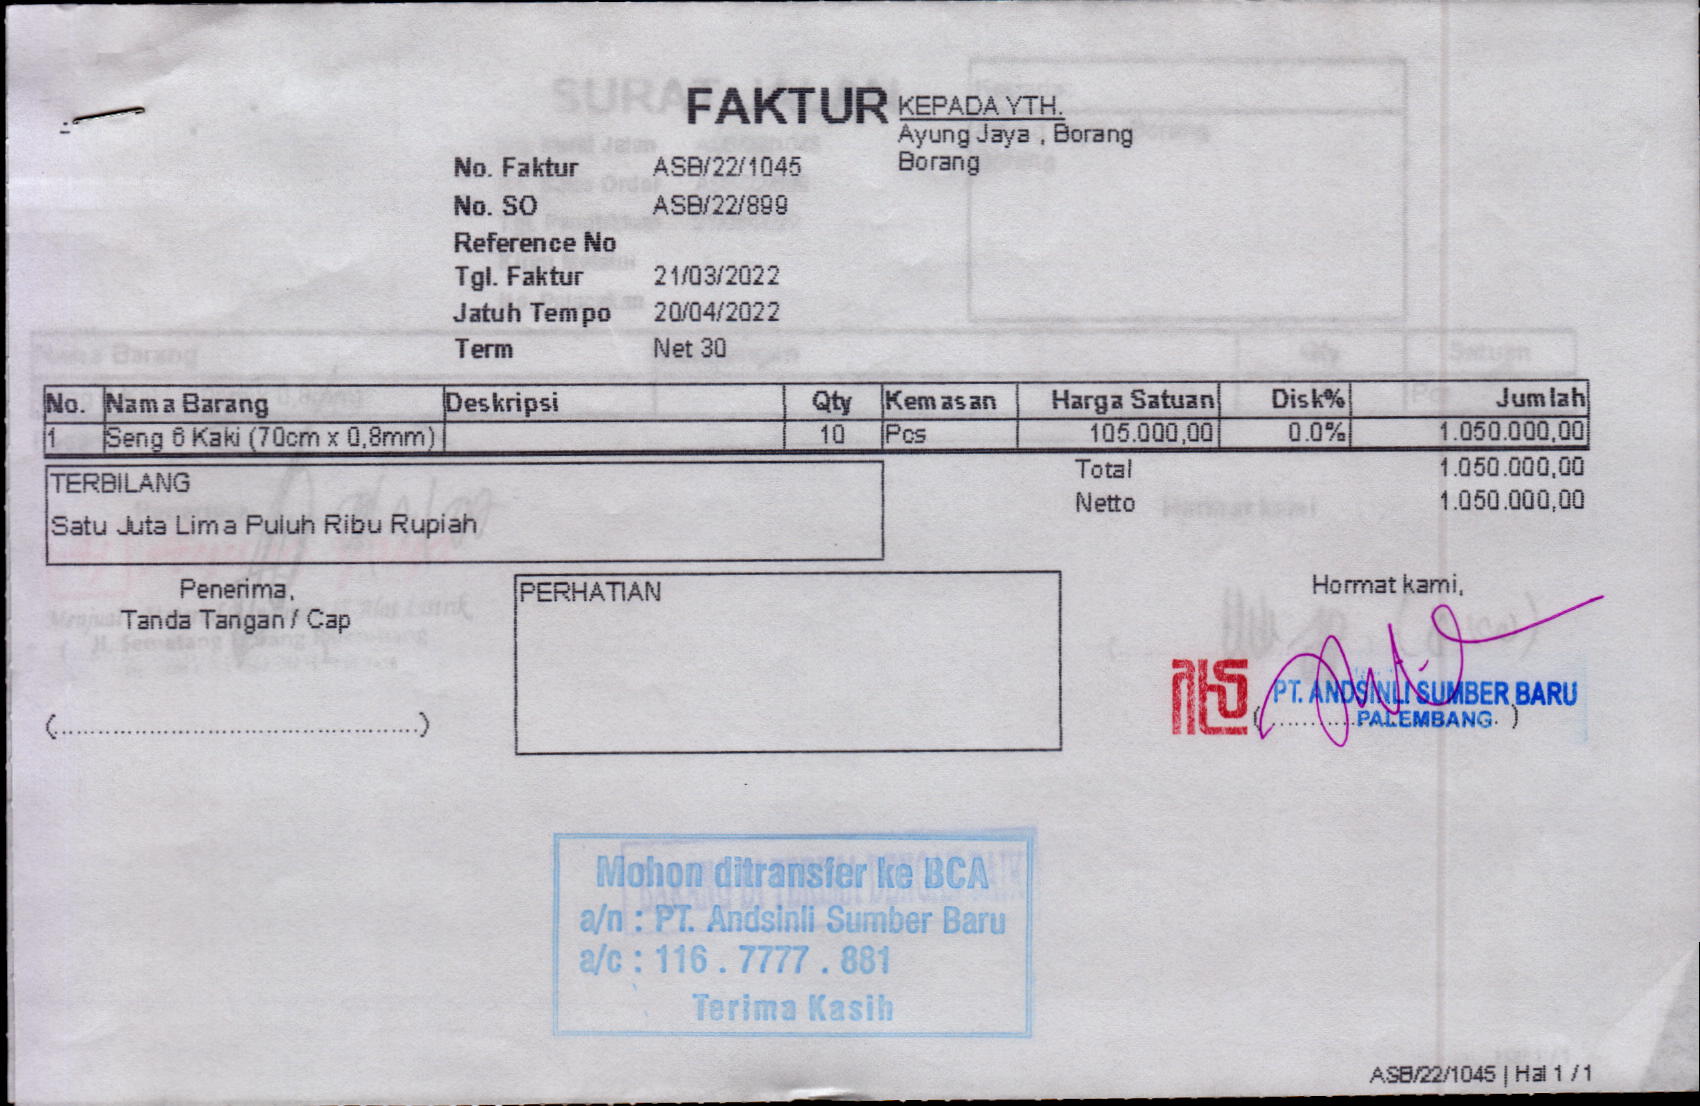 FAKTUR
KEPADA YTH.
Ayung Jaya , Borang
Borang
No. Faktur ASB/22/1045
No. SO ASB/22/899
Reference No
Tgl. Faktur 21/03/2022
Jatuh Tempo 20/04/2022
Term Net 30
No. Nama Barang Deskripsi Qty Kemasan Harga Satuan Disk% Jumlah
1 Seng 6 Kaki (70cm x 0,8mm) 10 Pcs 105.000,00 0.0% 1.050.000,00
Total 1.050.000,00
Netto 1.050.000,00
TERBILANG
Satu Juta Lima Puluh Ribu Rupiah
Penerima,
Tanda Tangan / Cap
(................................................)
PERHATIAN
Hormat kami,
PT. ANDSINLI SUMBER BARU
PALEMBANG
Mohon ditransfer ke BCA
a/n : PT. Andsinli Sumber Baru
a/c : 116 . 7777 . 881
Terima Kasih
ASB/22/1045 | Hal 1 / 1